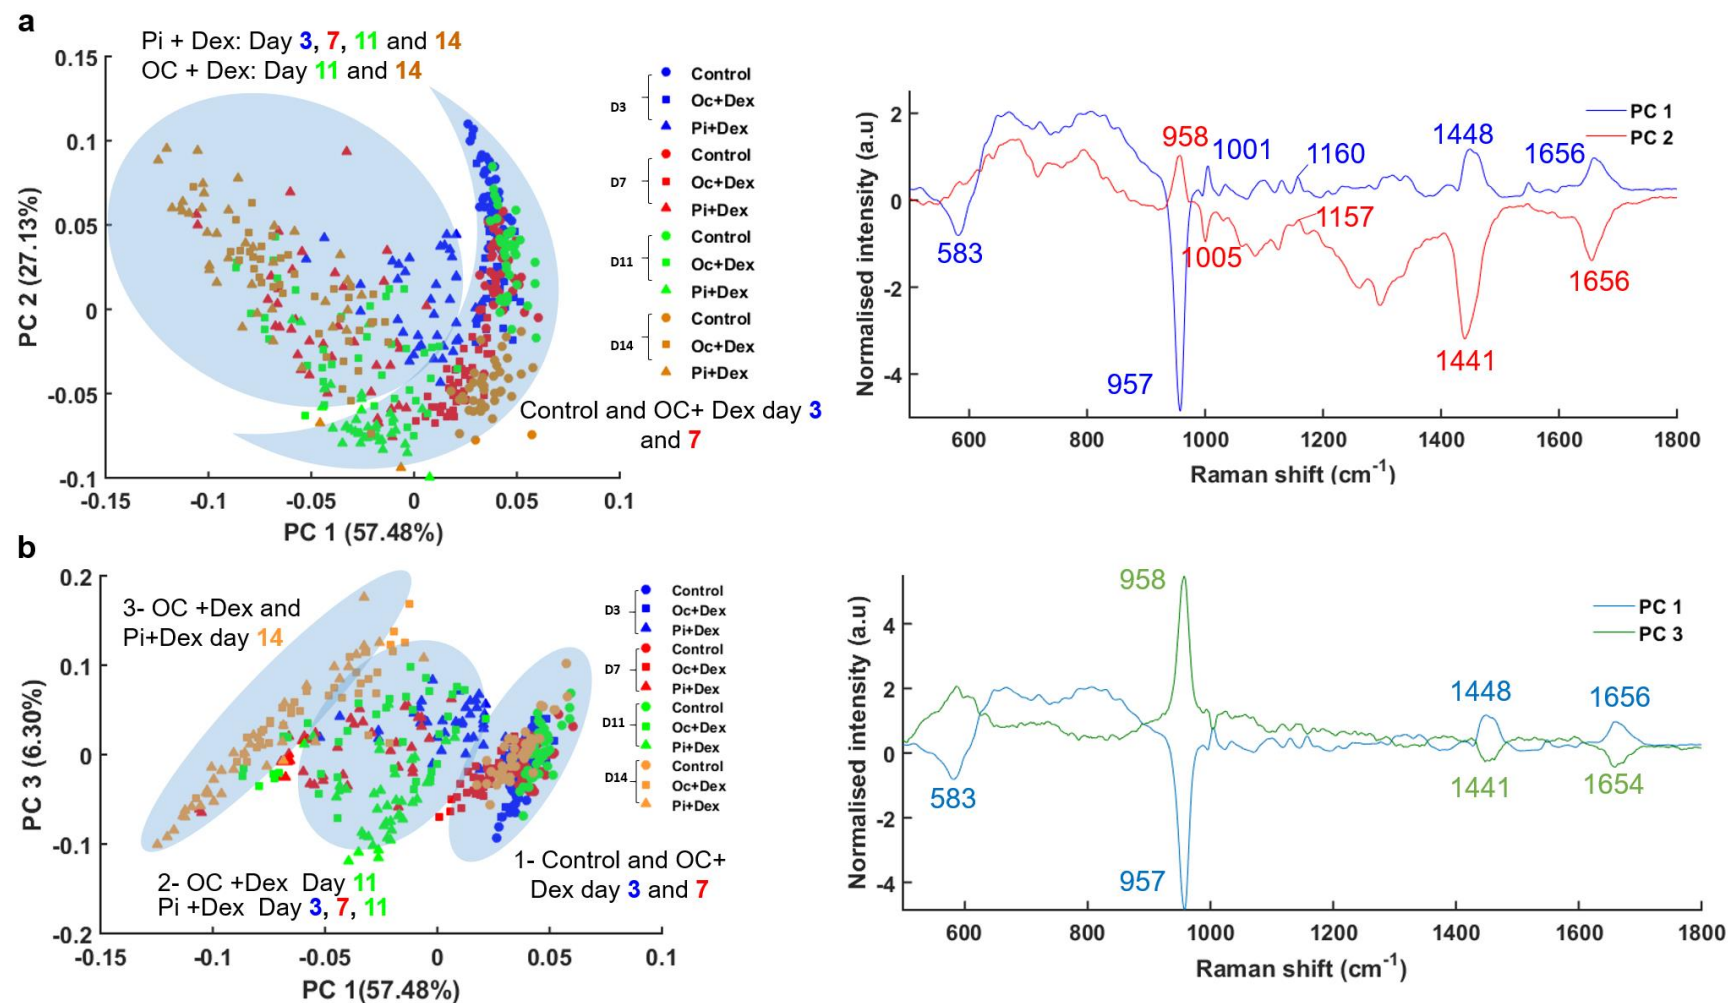 a
Pi + Dex: Day 3, 7, 11 and 14
OC + Dex: Day 11 and 14
0.15
0.1
0.05
0
-0.05
-0.1
PC 2 (27.13%)
-0.15
-0.1
-0.05
0
0.05
0.1
PC 1 (57.48%)
D3
Control
Oc+Dex
Pi+Dex
D7
Control
Oc+Dex
Pi+Dex
D11
Control
Oc+Dex
Pi+Dex
D14
Control
Oc+Dex
Pi+Dex
Control and OC+ Dex day 3
and 7
Normalised intensity (a.u)
2
0
-2
-4
PC 1
PC 2
958
1001
1160
1448
1656
583
1005
1157
957
1441
1656
600
800
1000
1200
1400
1600
1800
Raman shift (cm-1)
b
3- OC +Dex and
Pi+Dex day 14
0.2
0.1
0
-0.1
-0.2
PC 3 (6.30%)
2- OC +Dex Day 11
Pi +Dex Day 3, 7, 11
-0.15
-0.1
-0.05
0
0.05
0.1
PC 1(57.48%)
D3
Control
Oc+Dex
Pi+Dex
D7
Control
Oc+Dex
Pi+Dex
D11
Control
Oc+Dex
Pi+Dex
D14
Control
Oc+Dex
Pi+Dex
1- Control and OC+
Dex day 3 and 7
Normalised intensity (a.u)
4
2
0
-2
-4
PC 1
PC 3
958
1448
1656
583
1441
1654
957
600
800
1000
1200
1400
1600
1800
Raman shift (cm-1)